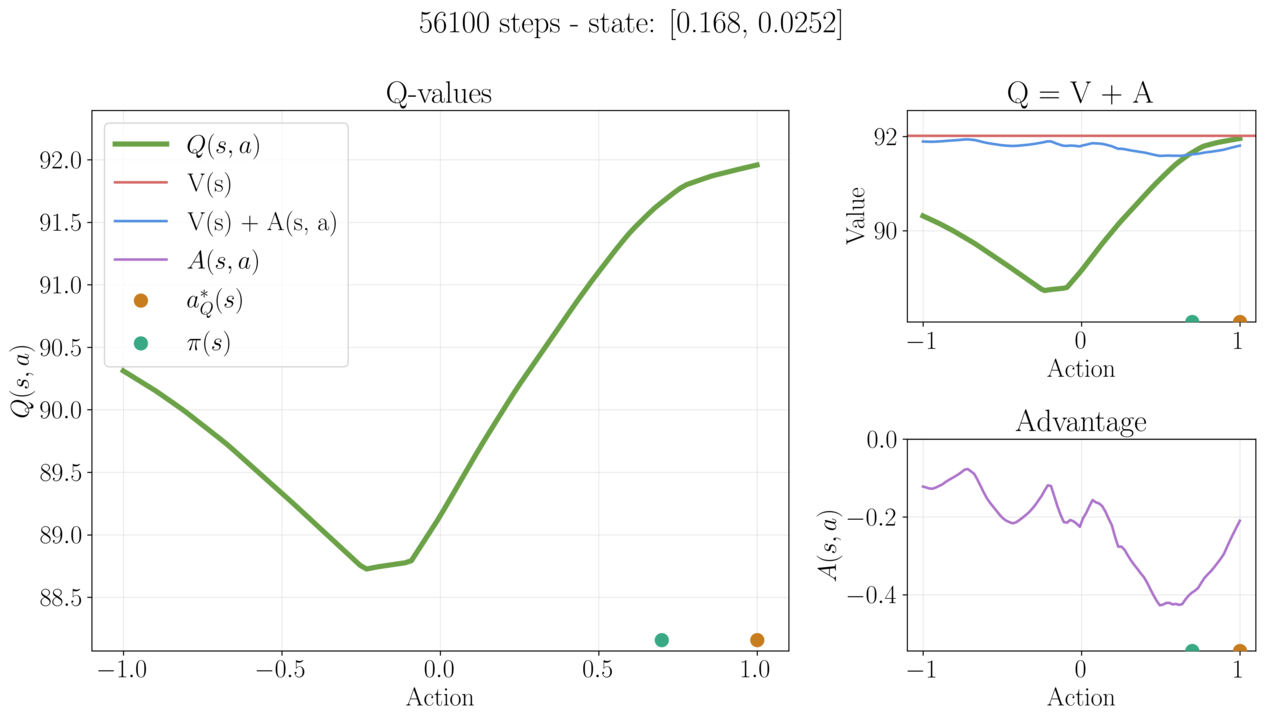 56100 steps - state: [0.168, 0.0252]
Q-values
Q(s, a)
V(s)
V(s) + A(s, a)
A(s, a)
a*_Q(s)
π(s)
Q(s, a)
92.0
91.5
91.0
90.5
90.0
89.5
89.0
88.5
−1.0 −0.5 0.0 0.5 1.0
Action
Q = V + A
Value
92
90
−1 0 1
Action
Advantage
A(s, a)
0.0
−0.2
−0.4
−1 0 1
Action